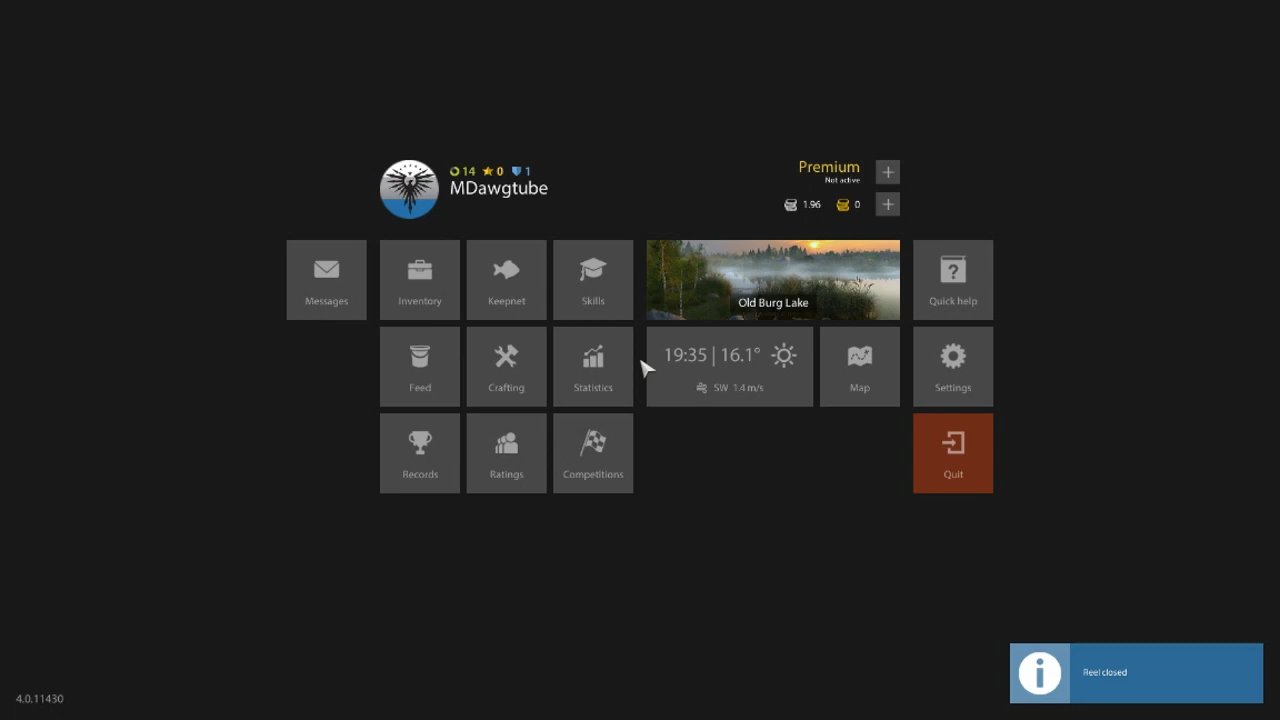 14 0 1
MDawgtube
Premium
Not active
1.96 0
Messages
Inventory
Keepnet
Skills
Old Burg Lake
Quick help
Feed
Crafting
Statistics
19:35 | 16.1°
SW 1.4 m/s
Map
Settings
Records
Ratings
Competitions
Quit
Reel closed
4.0.11430